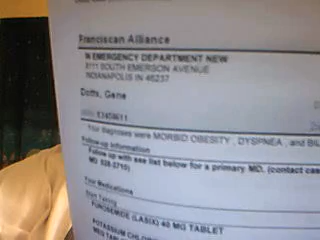 Franciscan Alliance
EMERGENCY DEPARTMENT NEW
8111 SOUTH EMERSON AVENUE
INDIANAPOLIS IN 46237
Dotts, Gene
Your diagnoses were MORBID OBESITY , DYSPNEA , and
Follow-up Information
Follow up with see list below for a primary MD. (contact
Your Medications
Start Taking
FUROSEMIDE (LASIX) 40 MG TABLET
POTASSIUM